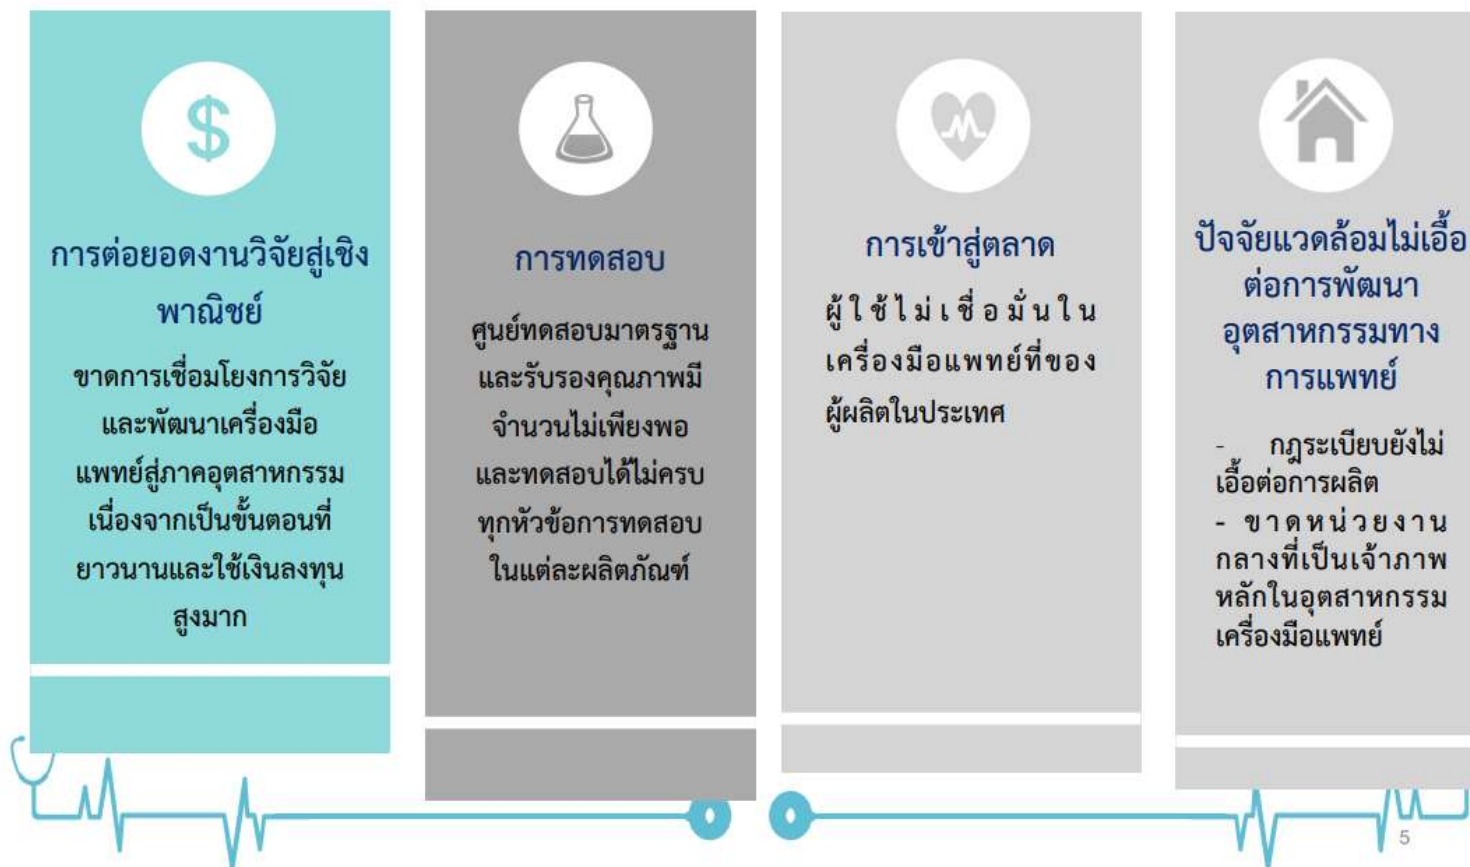 $
การต่อยอดงานวิจัยสู่เชิง
พาณิชย์
ขาดการเชื่อมโยงการวิจัย
และพัฒนาเครื่องมือ
แพทย์สู่ภาคอุตสาหกรรม
เนื่องจากเป็นขั้นตอนที่
ยาวนานและใช้เงินลงทุน
สูงมาก
การทดสอบ
ศูนย์ทดสอบมาตรฐาน
และรับรองคุณภาพมี
จำนวนไม่เพียงพอ
และทดสอบได้ไม่ครบ
ทุกหัวข้อการทดสอบ
ในแต่ละผลิตภัณฑ์
การเข้าสู่ตลาด
ผู้ใช้ไม่เชื่อมั่นใน
เครื่องมือแพทย์ที่ของ
ผู้ผลิตในประเทศ
ปัจจัยแวดล้อมไม่เอื้อ
ต่อการพัฒนา
อุตสาหกรรมทาง
การแพทย์
- กฎระเบียบยังไม่
เอื้อต่อการผลิต
- ขาดหน่วยงาน
กลางที่เป็นเจ้าภาพ
หลักในอุตสาหกรรม
เครื่องมือแพทย์
5